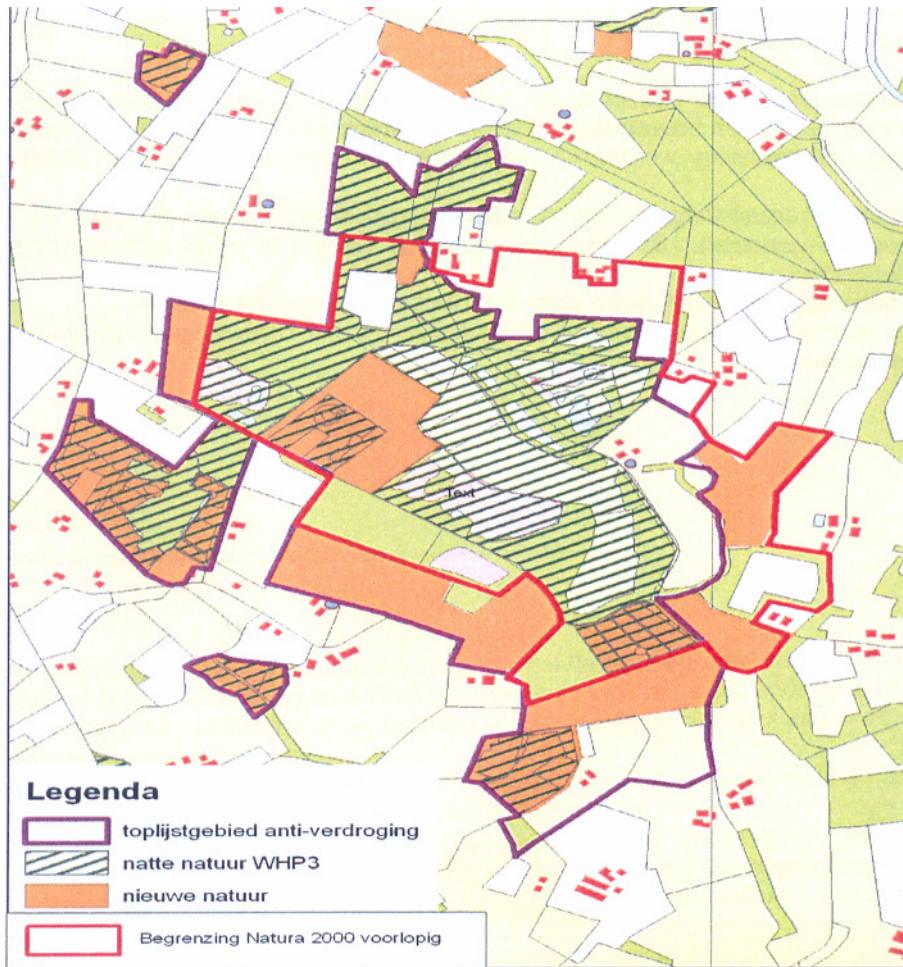 Text
Legenda
toplijstgebied anti-verdroging
natte natuur WHP3
nieuwe natuur
Begrenzing Natura 2000 voorlopig